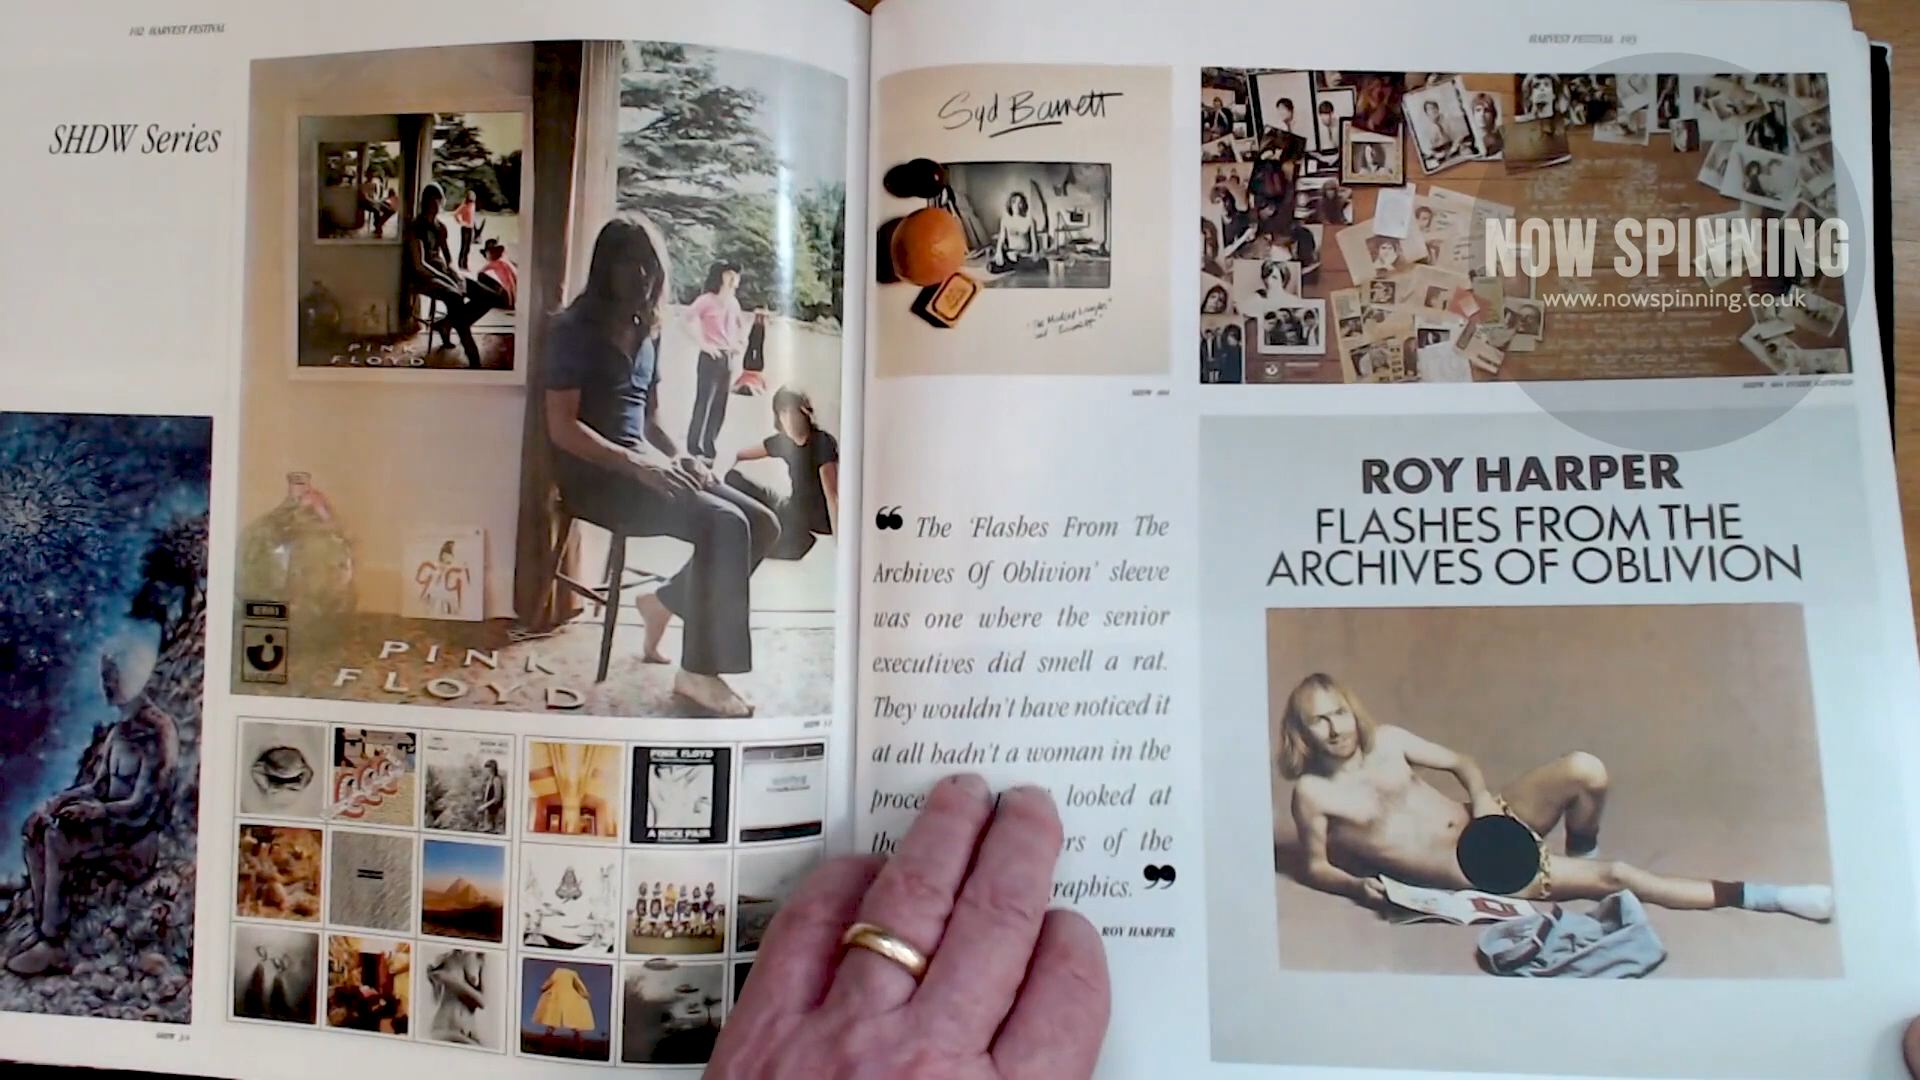 102 HARVEST FESTIVAL
HARVEST FESTIVAL 103
SHDW Series
PINK
FLOYD
GIGI
PINK
FLOYD
PINK FLOYD
A NICE PAIR
Syd Barrett
NOW SPINNING
www.nowspinning.co.uk
“ The ‘Flashes From The
Archives Of Oblivion’ sleeve
was one where the senior
executives did smell a rat.
They wouldn’t have noticed it
at all hadn’t a woman in the
looked at
of the
ROY HARPER
ROY HARPER
FLASHES FROM THE
ARCHIVES OF OBLIVION